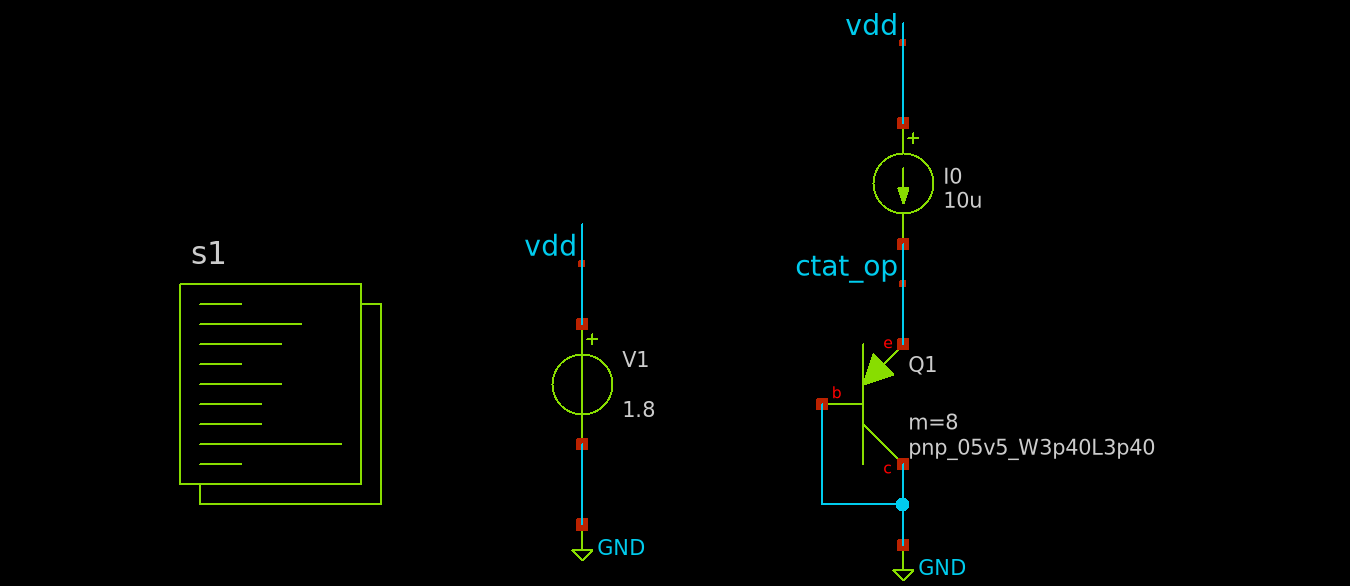 vdd
+
I0
10u
s1
vdd
ctat_op
+
V1
1.8
e
Q1
b
m=8
pnp_05v5_W3p40L3p40
c
GND
GND